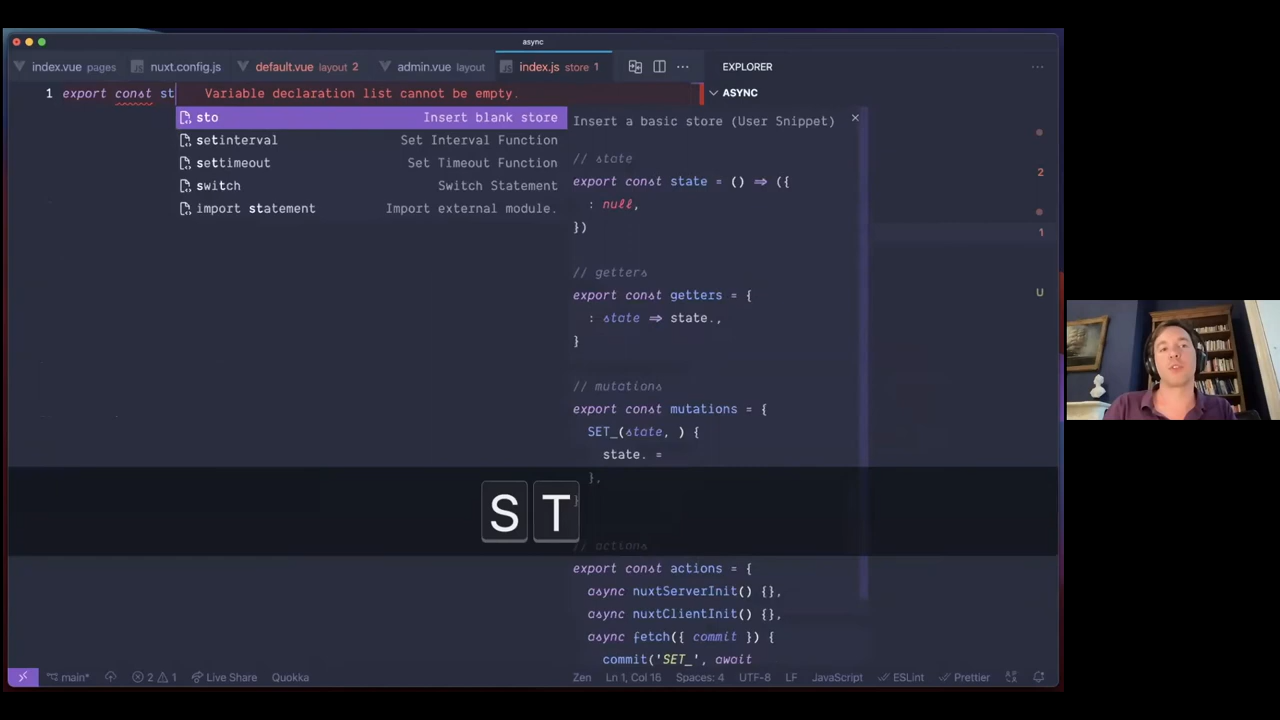 async
index.vue pages
nuxt.config.js
default.vue layout 2
admin.vue layout
index.js store 1
EXPLORER
ASYNC
1 export const st
Variable declaration list cannot be empty.
sto Insert blank store
setinterval Set Interval Function
settimeout Set Timeout Function
switch Switch Statement
import statement Import external module.
Insert a basic store (User Snippet)
// state
export const state = () => ({
: null,
})
// getters
export const getters = {
: state => state.,
}
// mutations
export const mutations = {
SET_(state, ) {
state. =
},
}
// actions
export const actions = {
async nuxtServerInit() {},
async nuxtClientInit() {},
async fetch({ commit }) {
commit('SET_', await
2
1
U
S T
main* 2 1 Live Share Quokka Zen Ln 1, Col 16 Spaces: 4 UTF-8 LF JavaScript ESLint Prettier